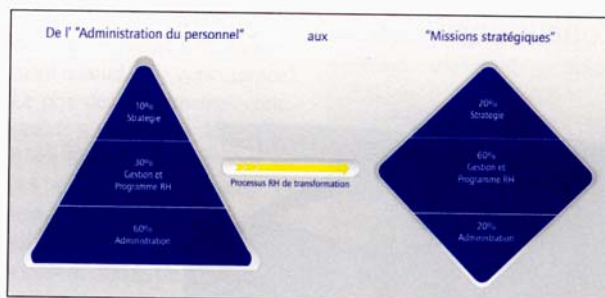 De l' "Administration du personnel" aux "Missions stratégiques"
10%
Stratégie
30%
Gestion et
Programme RH
60%
Administration
Processus RH de transformation
20%
Stratégie
60%
Gestion et
Programme RH
20%
Administration